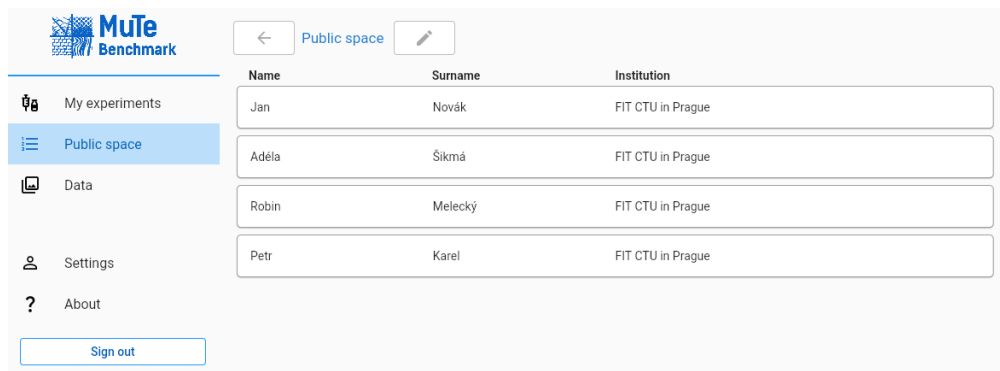 MuTe
Benchmark
My experiments
Public space
Data
Settings
About
Sign out
Public space
Name Surname Institution
Jan Novák FIT CTU in Prague
Adéla Šikmá FIT CTU in Prague
Robin Melecký FIT CTU in Prague
Petr Karel FIT CTU in Prague